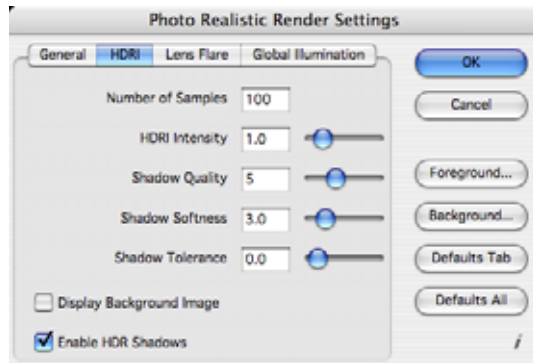 Photo Realistic Render Settings
General HDRI Lens Flare Global Illumination
OK
Number of Samples 100
Cancel
HDRI Intensity 1.0
Shadow Quality 5
Foreground...
Shadow Softness 3.0
Background...
Shadow Tolerance 0.0
Defaults Tab
Display Background Image
Defaults All
Enable HDR Shadows
i